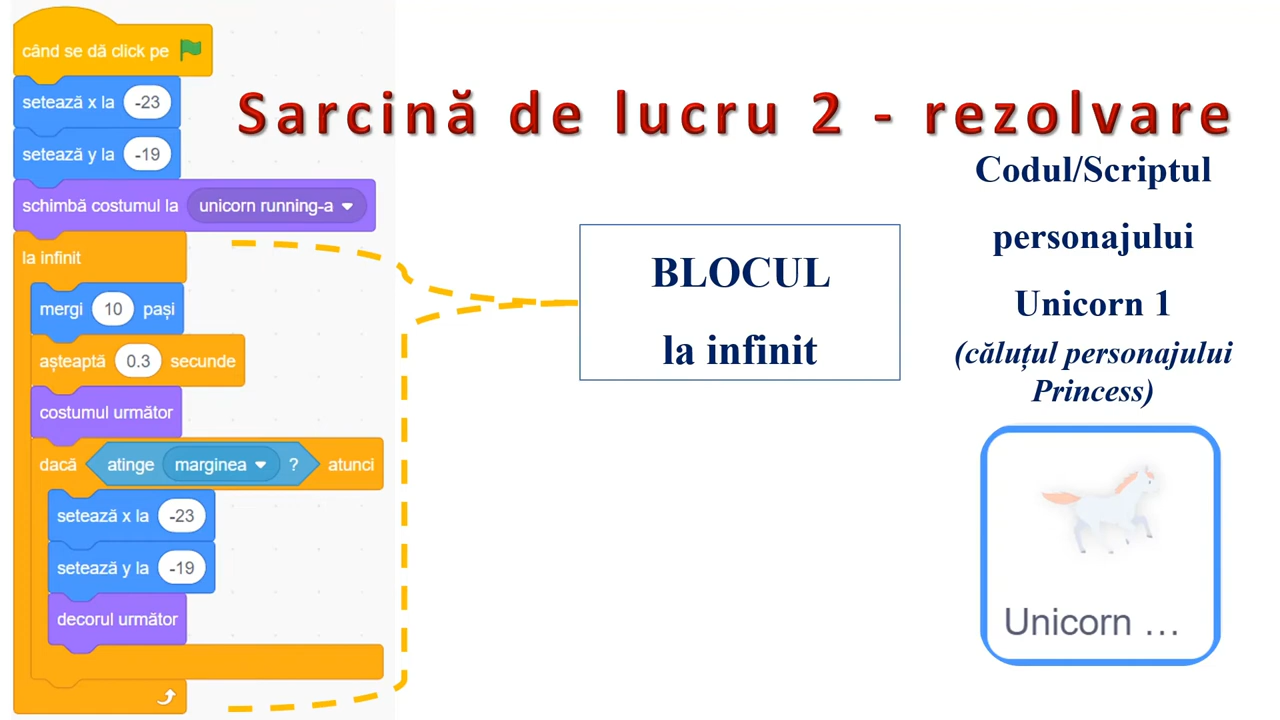 când se dă click pe
setează x la -23
setează y la -19
schimbă costumul la unicorn running-a
la infinit
mergi 10 pași
așteaptă 0.3 secunde
costumul următor
dacă atinge marginea ? atunci
setează x la -23
setează y la -19
decorul următor
Sarcină de lucru 2 - rezolvare
BLOCUL
la infinit
Codul/Scriptul
personajului
Unicorn 1
(căluțul personajului
Princess)
Unicorn ...